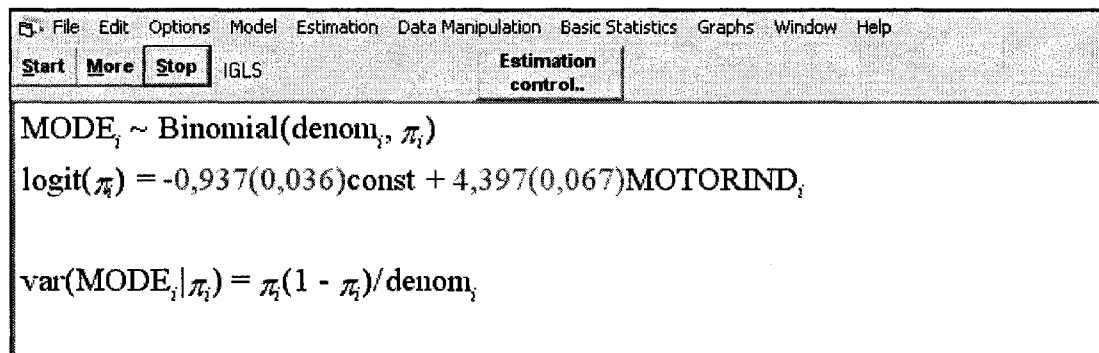 File Edit Options Model Estimation Data Manipulation Basic Statistics Graphs Window Help
Start More Stop IGLS Estimation control..
MODEᵢ ~ Binomial(denomᵢ, πᵢ)
logit(πᵢ) = -0,937(0,036)const + 4,397(0,067)MOTORINDᵢ
var(MODEᵢ|πᵢ) = πᵢ(1 - πᵢ)/denomᵢ